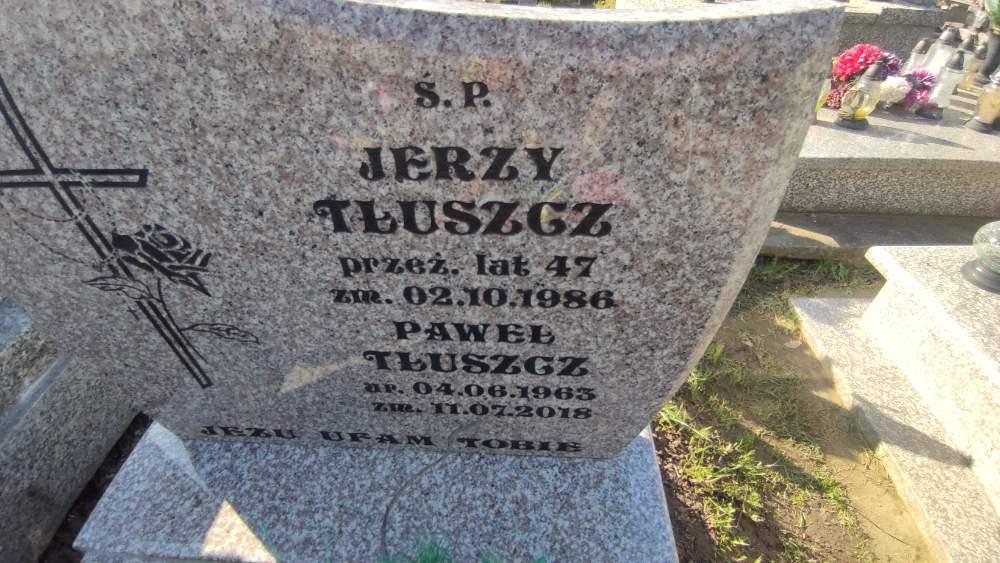 Ś. P.
JERZY
TŁUSZCZ
przeż. lat 47
zm. 02.10.1986
PAWEŁ
TŁUSZCZ
ur. 04.06.1963
zm. 11.07.2018
JEZU UFAM TOBIE